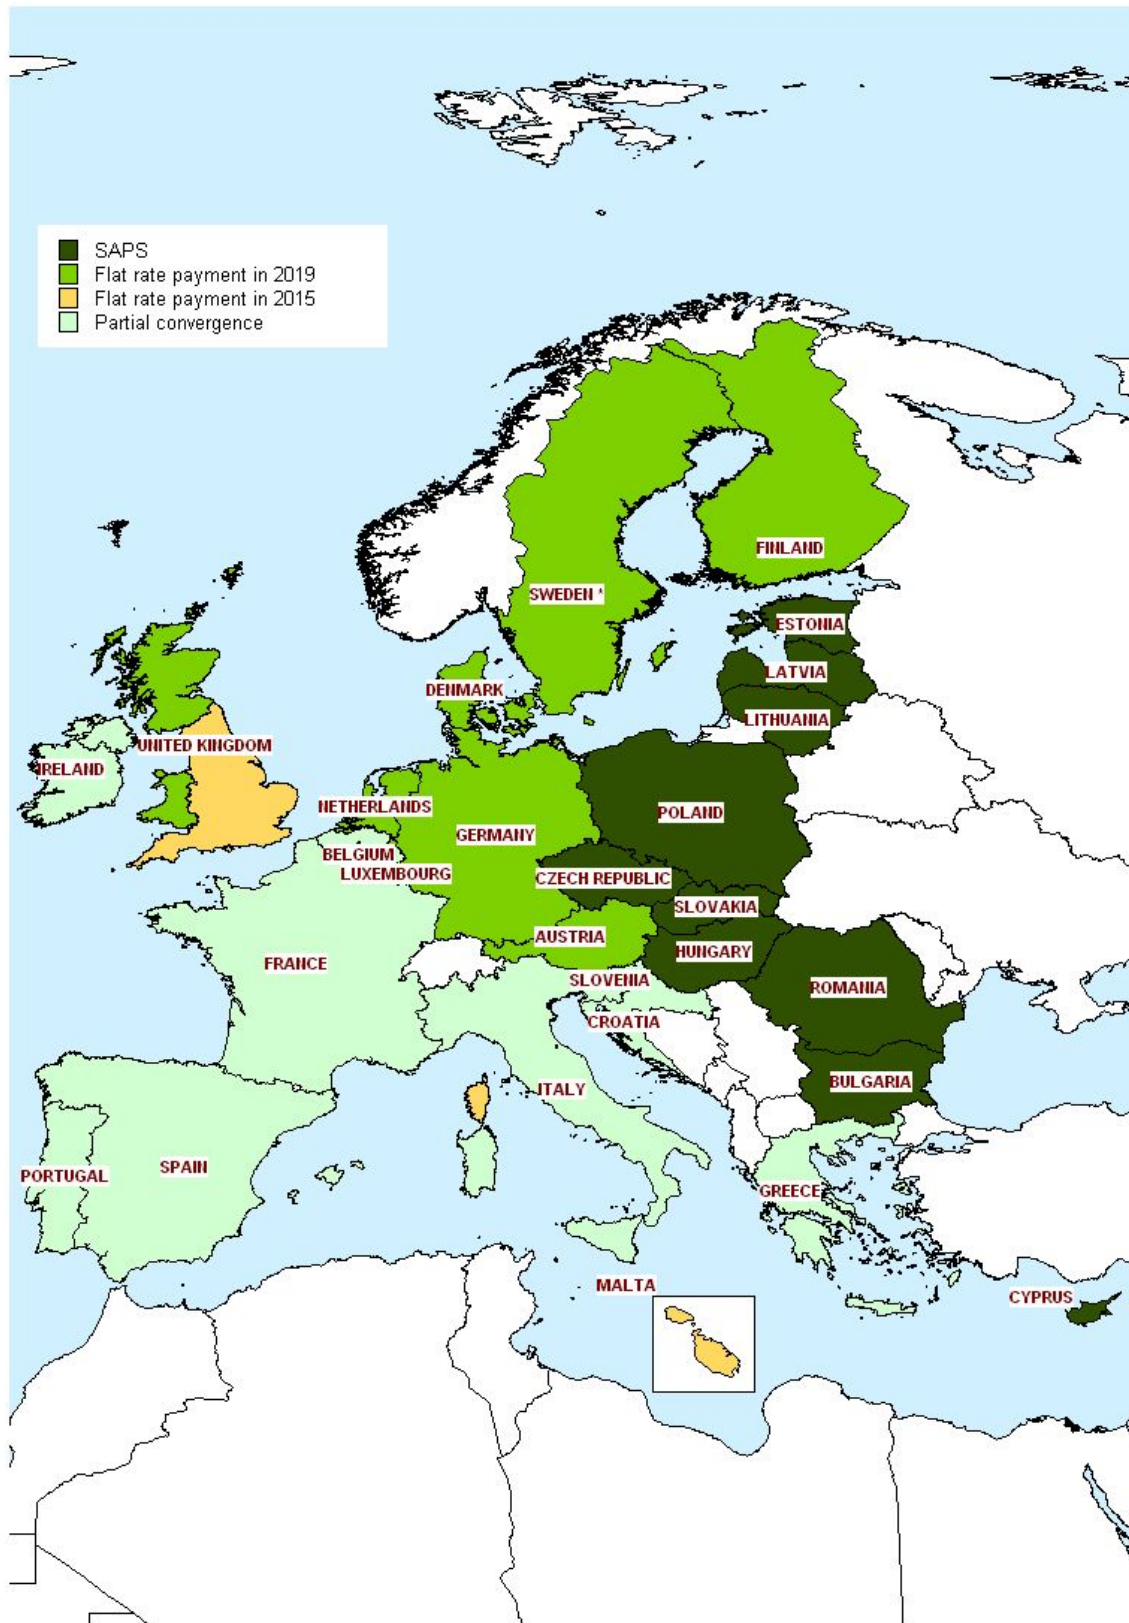 SAPS
Flat rate payment in 2019
Flat rate payment in 2015
Partial convergence
FINLAND
SWEDEN *
ESTONIA
LATVIA
DENMARK
LITHUANIA
UNITED KINGDOM
IRELAND
NETHERLANDS
POLAND
GERMANY
BELGIUM
LUXEMBOURG
CZECH REPUBLIC
SLOVAKIA
AUSTRIA
HUNGARY
FRANCE
SLOVENIA
ROMANIA
CROATIA
BULGARIA
ITALY
SPAIN
PORTUGAL
GREECE
MALTA
CYPRUS